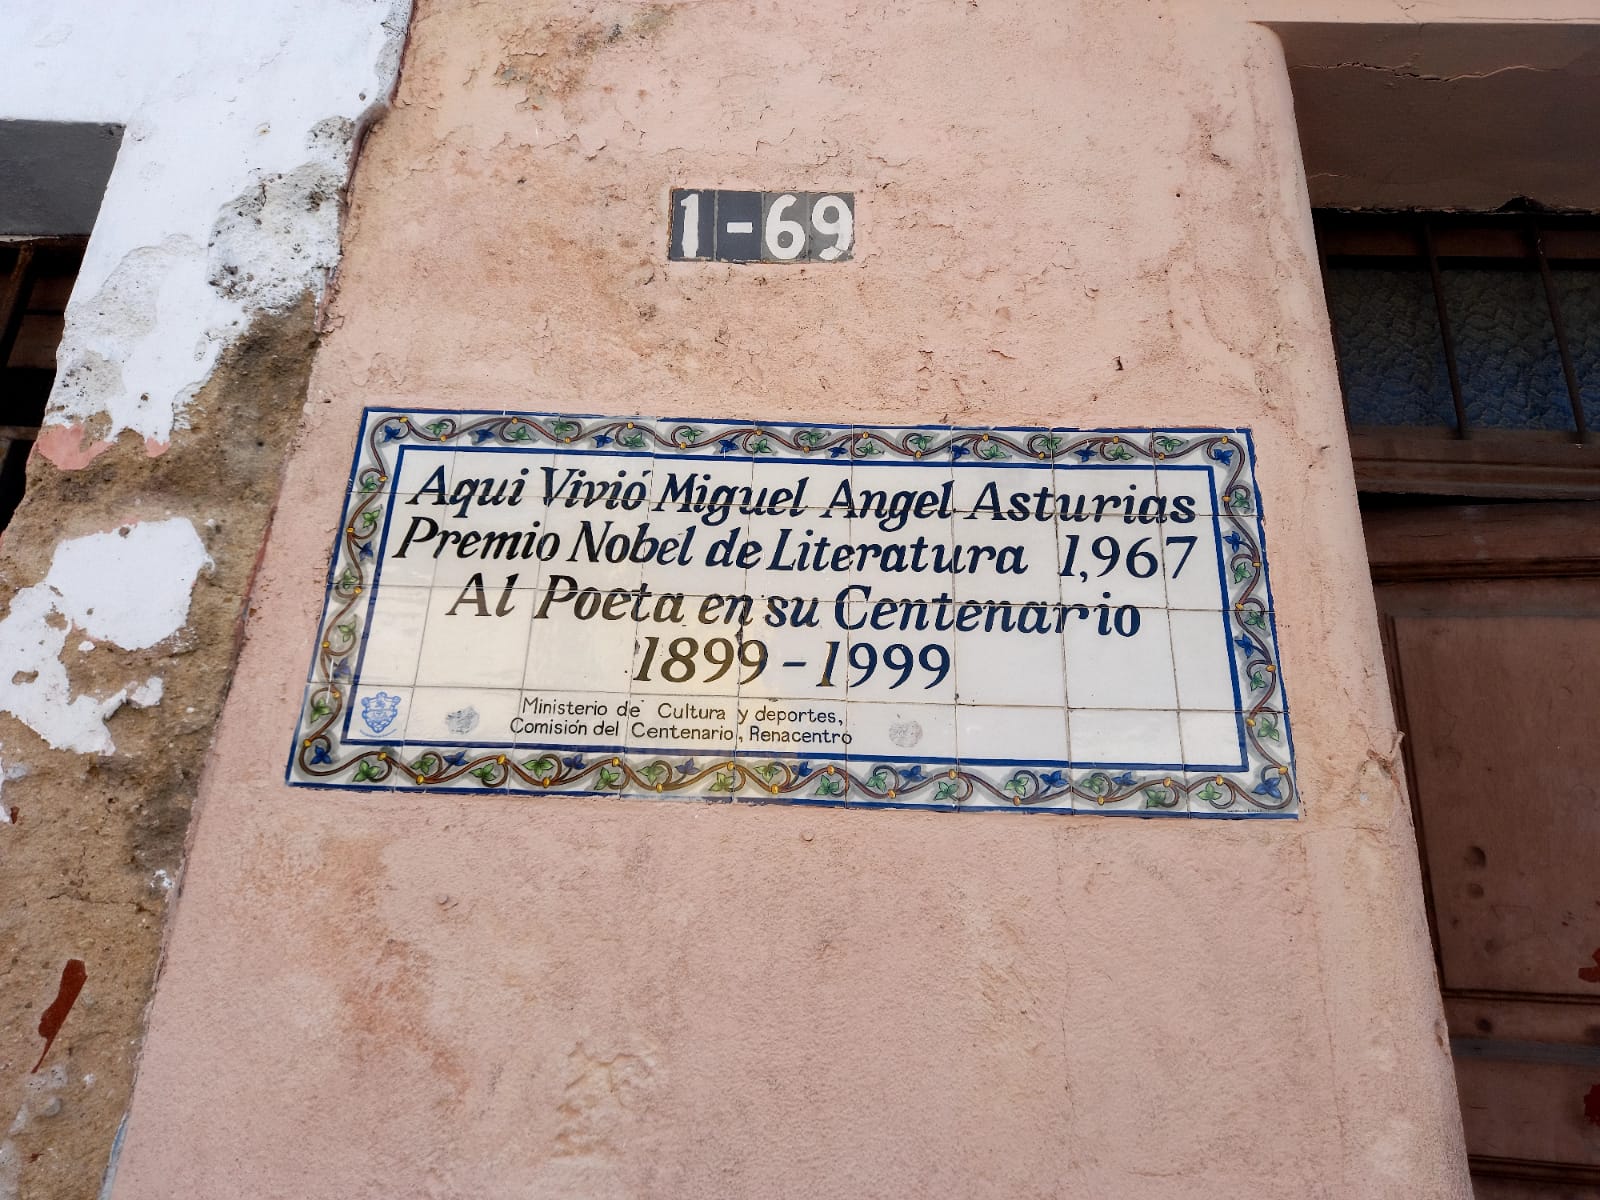 1-69
Aqui Vivió Miguel Angel Asturias
Premio Nobel de Literatura 1,967
Al Poeta en su Centenario
1899-1999
Ministerio de Cultura y deportes,
Comisión del Centenario, Renacentro